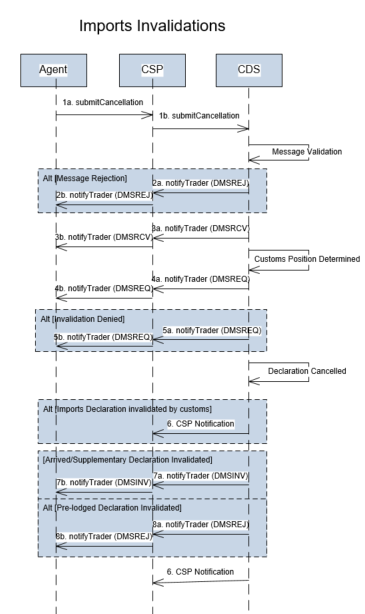 Imports Invalidations
Agent
CSP
CDS
1a. submitCancellation
1b. submitCancellation
Message Validation
Alt [Message Rejection]
2a. notifyTrader (DMSREJ)
2b. notifyTrader (DMSREJ)
3a. notifyTrader (DMSRCV)
3b. notifyTrader (DMSRCV)
Customs Position Determined
4a. notifyTrader (DMSREQ)
4b. notifyTrader (DMSREQ)
Alt [Invalidation Denied]
5a. notifyTrader (DMSREQ)
5b. notifyTrader (DMSREQ)
Declaration Cancelled
Alt [Imports Declaration invalidated by customs]
6. CSP Notification
[Arrived/Supplementary Declaration Invalidated]
7a. notifyTrader (DMSINV)
7b. notifyTrader (DMSINV)
Alt [Pre-lodged Declaration Invalidated]
8a. notifyTrader (DMSREJ)
8b. notifyTrader (DMSREJ)
6. CSP Notification